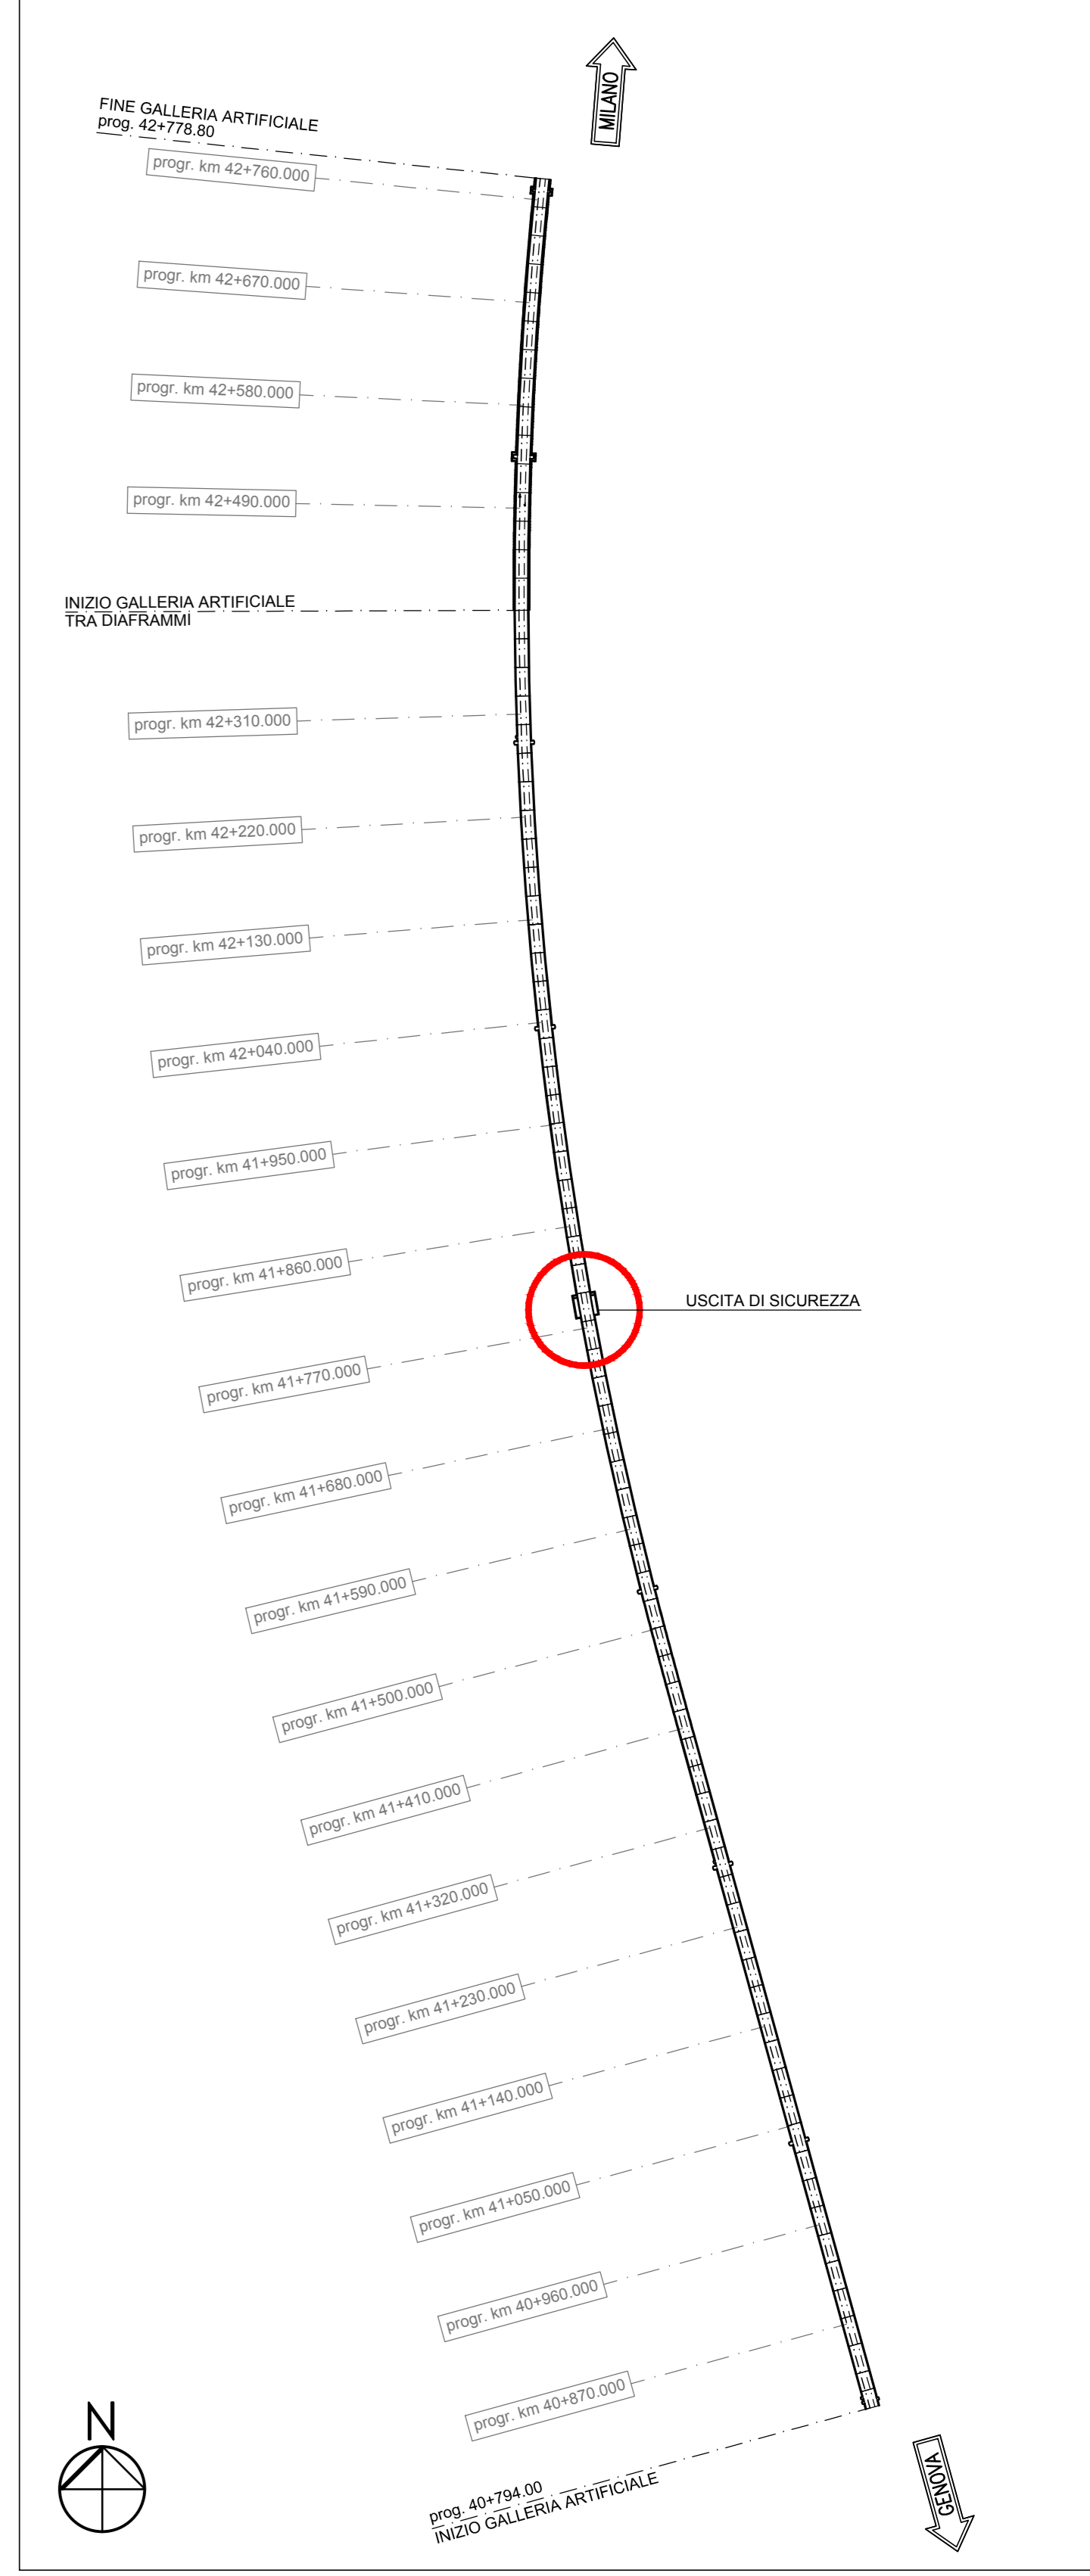 MILANO
FINE GALLERIA ARTIFICIALE
prog. 42+778.80
progr. km 42+760.000
progr. km 42+670.000
progr. km 42+580.000
progr. km 42+490.000
INIZIO GALLERIA ARTIFICIALE
TRA DIAFRAMMI
progr. km 42+310.000
progr. km 42+220.000
progr. km 42+130.000
progr. km 42+040.000
progr. km 41+950.000
progr. km 41+860.000
USCITA DI SICUREZZA
progr. km 41+770.000
progr. km 41+680.000
progr. km 41+590.000
progr. km 41+500.000
progr. km 41+410.000
progr. km 41+320.000
progr. km 41+230.000
progr. km 41+140.000
progr. km 41+050.000
progr. km 40+960.000
progr. km 40+870.000
N
prog. 40+794.00
INIZIO GALLERIA ARTIFICIALE
GENOVA